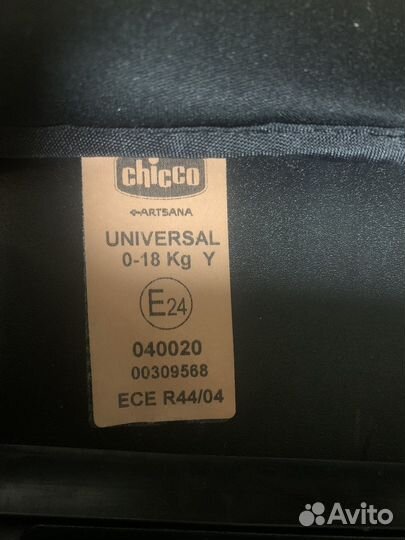 chicco
ARTSANA
UNIVERSAL
0-18 Kg Y
E24
040020
00309568
ECE R44/04
Avito